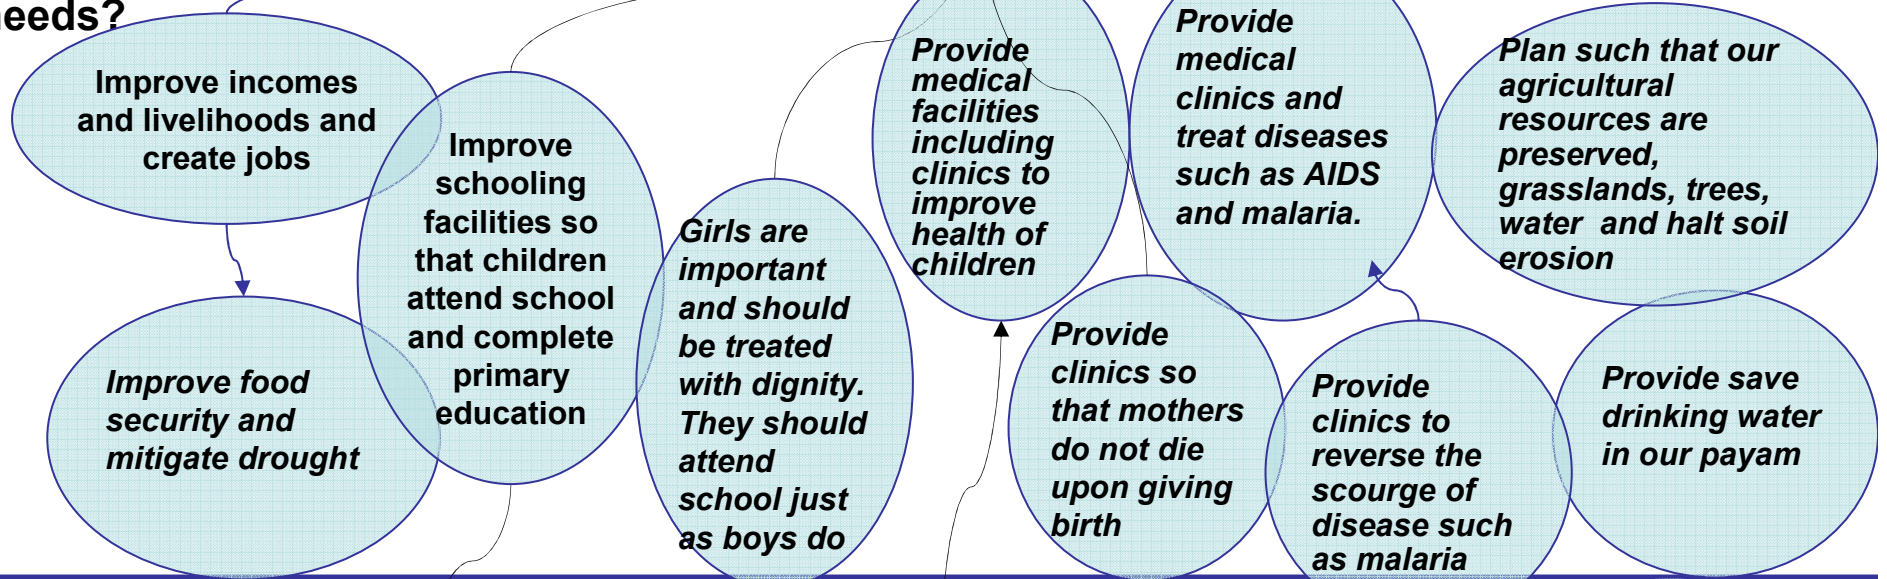 needs?
Improve incomes
and livelihoods and
create jobs
Improve food
security and
mitigate drought
Improve
schooling
facilities so
that children
attend school
and complete
primary
education
Girls are
important
and should
be treated
with dignity.
They should
attend
school just
as boys do
Provide
medical
facilities
including
clinics to
improve
health of
children
Provide
clinics so
that mothers
do not die
upon giving
birth
Provide
medical
clinics and
treat diseases
such as AIDS
and malaria.
Provide
clinics to
reverse the
scourge of
disease such
as malaria
Plan such that our
agricultural
resources are
preserved,
grasslands, trees,
water and halt soil
erosion
Provide save
drinking water
in our payam